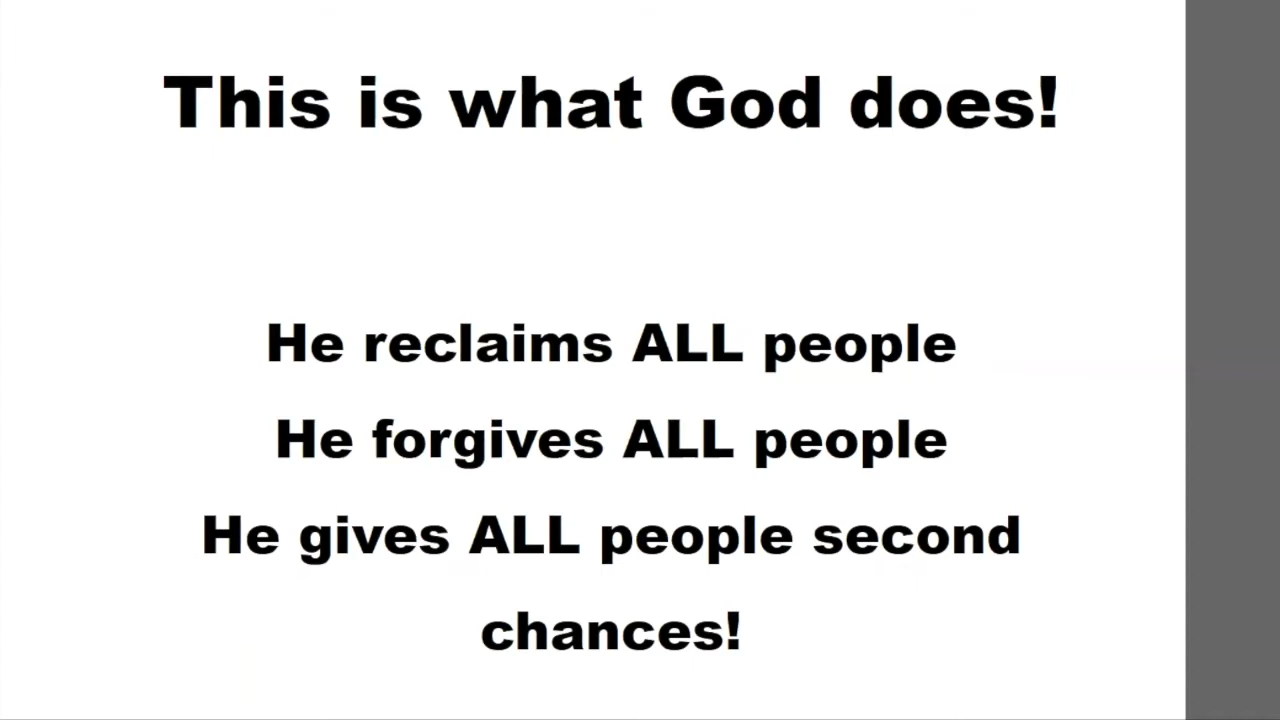 This is what God does!
He reclaims ALL people
He forgives ALL people
He gives ALL people second
chances!